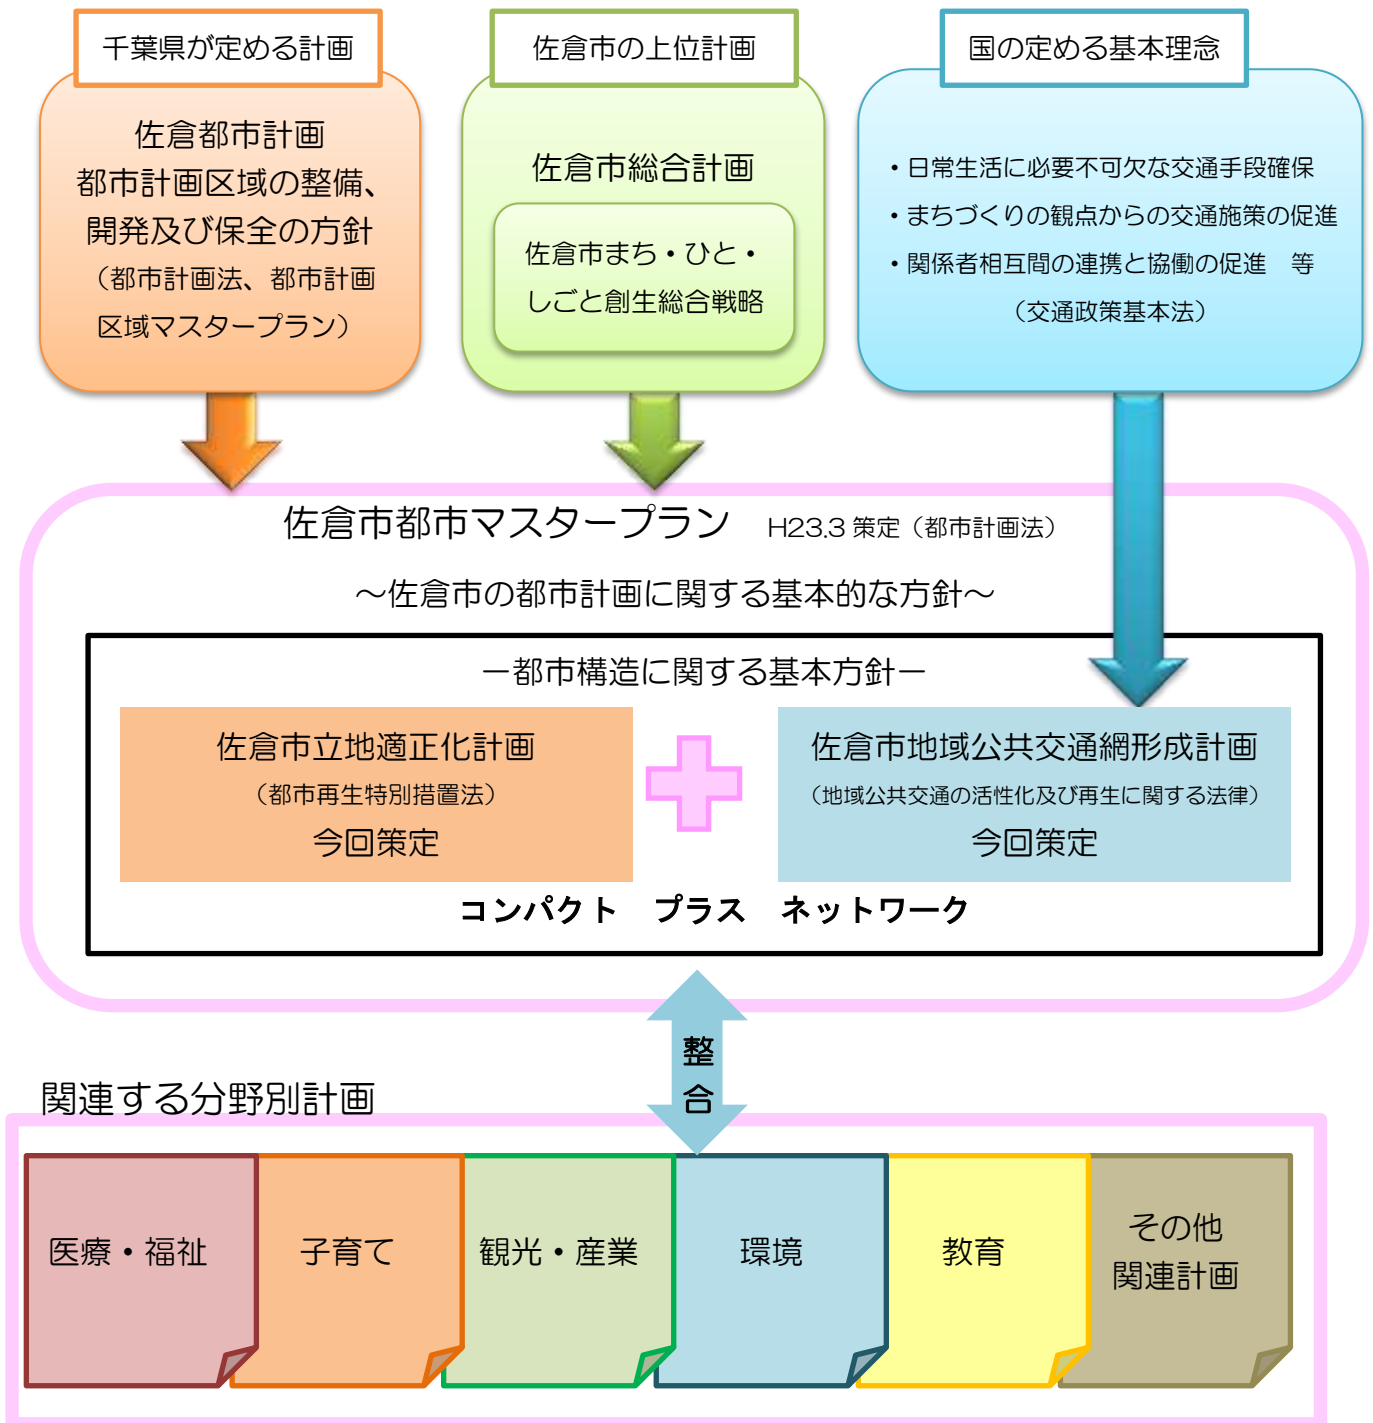 千葉県が定める計画
佐倉都市計画
都市計画区域の整備、
開発及び保全の方針
（都市計画法、都市計画
区域マスタープラン）
佐倉市の上位計画
佐倉市総合計画
佐倉市まち・ひと・
しごと創生総合戦略
国の定める基本理念
・日常生活に必要不可欠な交通手段確保
・まちづくりの観点からの交通施策の促進
・関係者相互間の連携と協働の促進　等
（交通政策基本法）
佐倉市都市マスタープラン　H23.3 策定（都市計画法）
～佐倉市の都市計画に関する基本的な方針～
－都市構造に関する基本方針－
佐倉市立地適正化計画
（都市再生特別措置法）
今回策定
佐倉市地域公共交通網形成計画
（地域公共交通の活性化及び再生に関する法律）
今回策定
コンパクト　プラス　ネットワーク
整
合
関連する分野別計画
医療・福祉
子育て
観光・産業
環境
教育
その他
関連計画